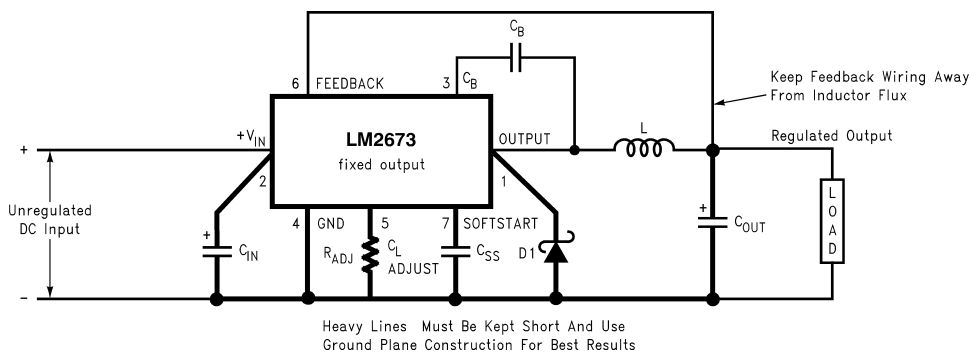 C_B
6 FEEDBACK
3 C_B
Keep Feedback Wiring Away
From Inductor Flux
+V_IN
LM2673
fixed output
OUTPUT
L
Regulated Output
+
2
1
Unregulated
DC Input
4 GND
5
7 SOFTSTART
+
C_IN
R_ADJ
C_L
ADJUST
C_SS
D1
+
C_OUT
LOAD
−
Heavy Lines Must Be Kept Short And Use
Ground Plane Construction For Best Results